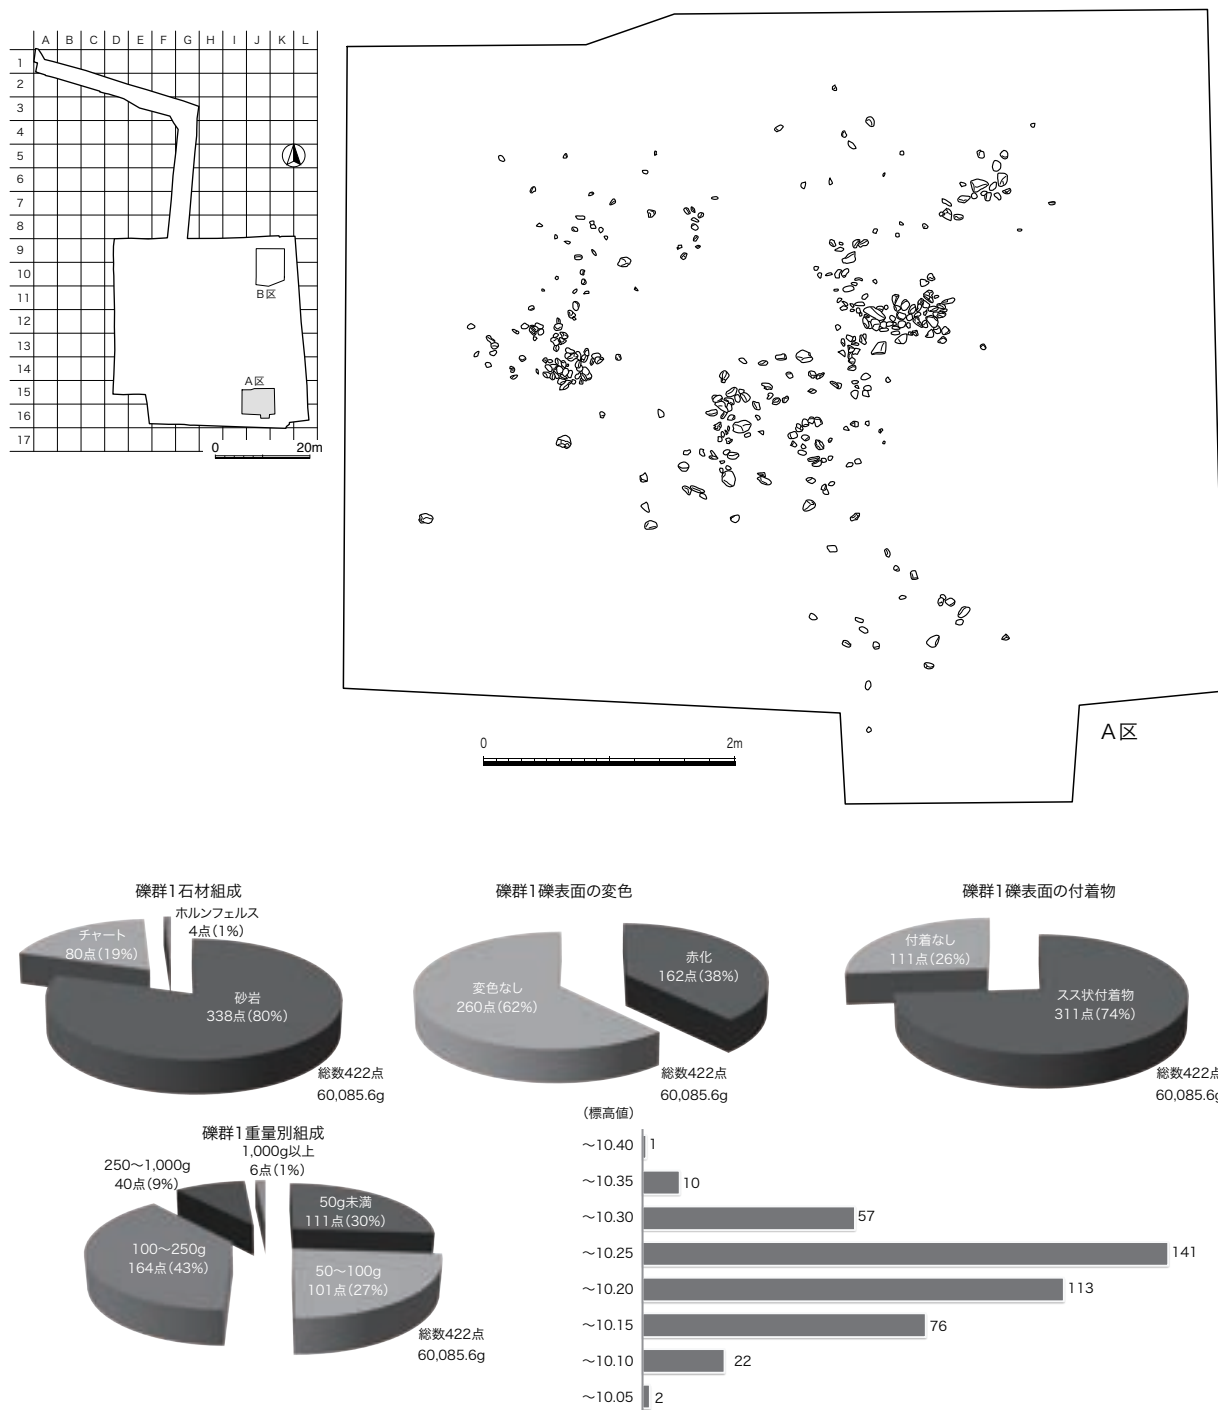 A B C D E F G H I J K L
1
2
3
4
5
6
7
8
9
10
11
12
13
14
15
16
17
B区
A区
0 20m
0 2m
A区
礫群1石材組成
ホルンフェルス
4点(1%)
チャート
80点(19%)
砂岩
338点(80%)
総数422点
60,085.6g
礫群1礫表面の変色
赤化
162点(38%)
変色なし
260点(62%)
総数422点
60,085.6g
礫群1礫表面の付着物
付着なし
111点(26%)
スス状付着物
311点(74%)
総数422点
60,085.6g
礫群1重量別組成
1,000g以上
6点(1%)
250〜1,000g
40点(9%)
50g未満
111点(30%)
100〜250g
164点(43%)
50〜100g
101点(27%)
総数422点
60,085.6g
(標高値)
〜10.40 1
〜10.35 10
〜10.30 57
〜10.25 141
〜10.20 113
〜10.15 76
〜10.10 22
〜10.05 2